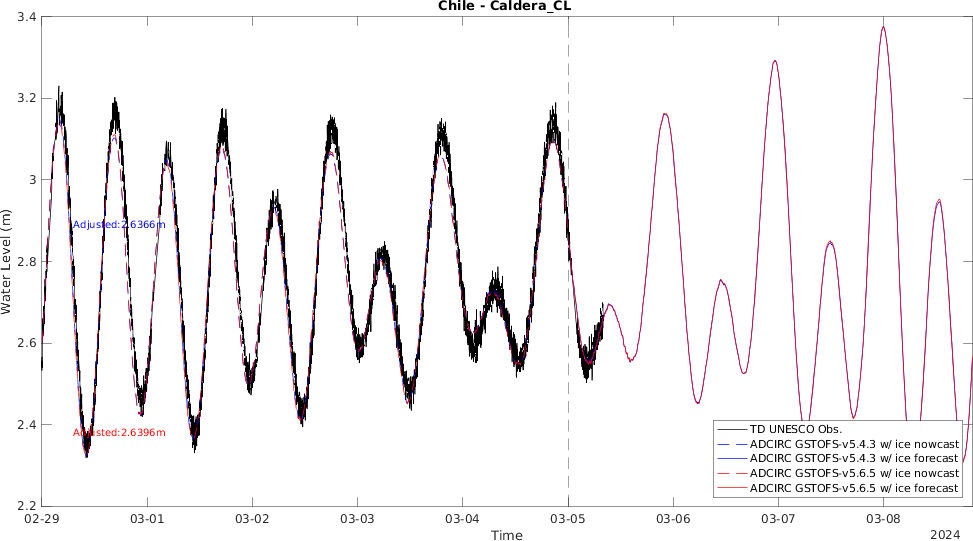 Chile - Caldera_CL
3.4
3.2
3
2.8
2.6
2.4
2.2
Water Level (m)
Adjusted:2.6366m
Adjusted:2.6396m
TD UNESCO Obs.
ADCIRC GSTOFS-v5.4.3 w/ ice nowcast
ADCIRC GSTOFS-v5.4.3 w/ ice forecast
ADCIRC GSTOFS-v5.6.5 w/ ice nowcast
ADCIRC GSTOFS-v5.6.5 w/ ice forecast
02-29 03-01 03-02 03-03 03-04 03-05 03-06 03-07 03-08
Time
2024